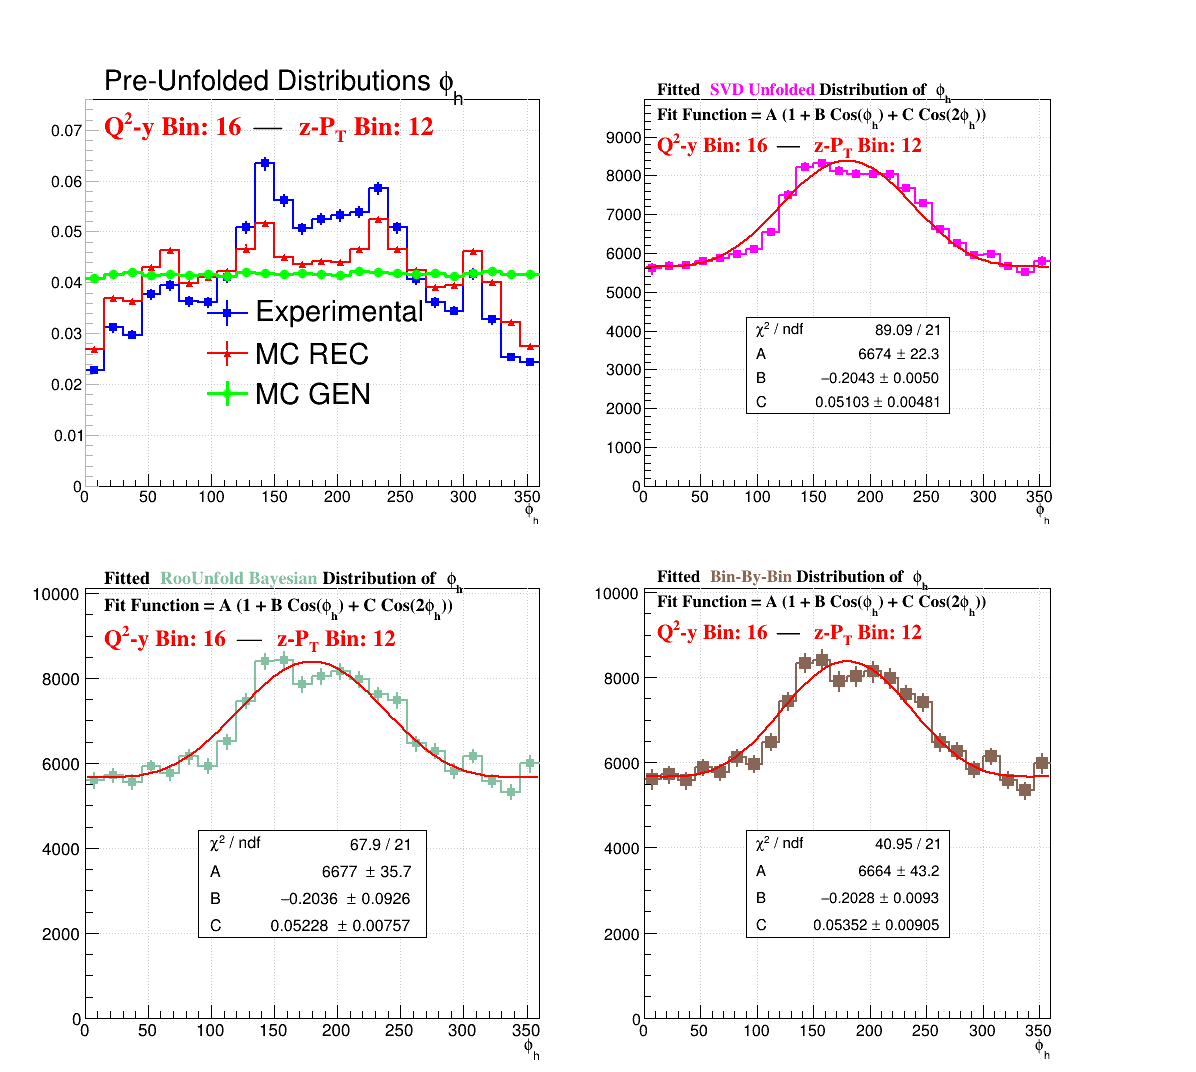 Pre-Unfolded Distributions ϕh
Q²-y Bin: 16 — z-PT Bin: 12
0.07
0.06
0.05
0.04
0.03
0.02
0.01
0
Experimental
MC REC
MC GEN
0 50 100 150 200 250 300 350
ϕh
Fitted SVD Unfolded Distribution of ϕh
Fit Function = A (1 + B Cos(ϕh) + C Cos(2ϕh))
Q²-y Bin: 16 — z-PT Bin: 12
9000
8000
7000
6000
5000
4000
3000
2000
1000
0
χ² / ndf 89.09 / 21
A 6674 ± 22.3
B −0.2043 ± 0.0050
C 0.05103 ± 0.00481
0 50 100 150 200 250 300 350
ϕh
Fitted RooUnfold Bayesian Distribution of ϕh
Fit Function = A (1 + B Cos(ϕh) + C Cos(2ϕh))
Q²-y Bin: 16 — z-PT Bin: 12
10000
8000
6000
4000
2000
0
χ² / ndf 67.9 / 21
A 6677 ± 35.7
B −0.2036 ± 0.0926
C 0.05228 ± 0.00757
0 50 100 150 200 250 300 350
ϕh
Fitted Bin-By-Bin Distribution of ϕh
Fit Function = A (1 + B Cos(ϕh) + C Cos(2ϕh))
Q²-y Bin: 16 — z-PT Bin: 12
10000
8000
6000
4000
2000
0
χ² / ndf 40.95 / 21
A 6664 ± 43.2
B −0.2028 ± 0.0093
C 0.05352 ± 0.00905
0 50 100 150 200 250 300 350
ϕh